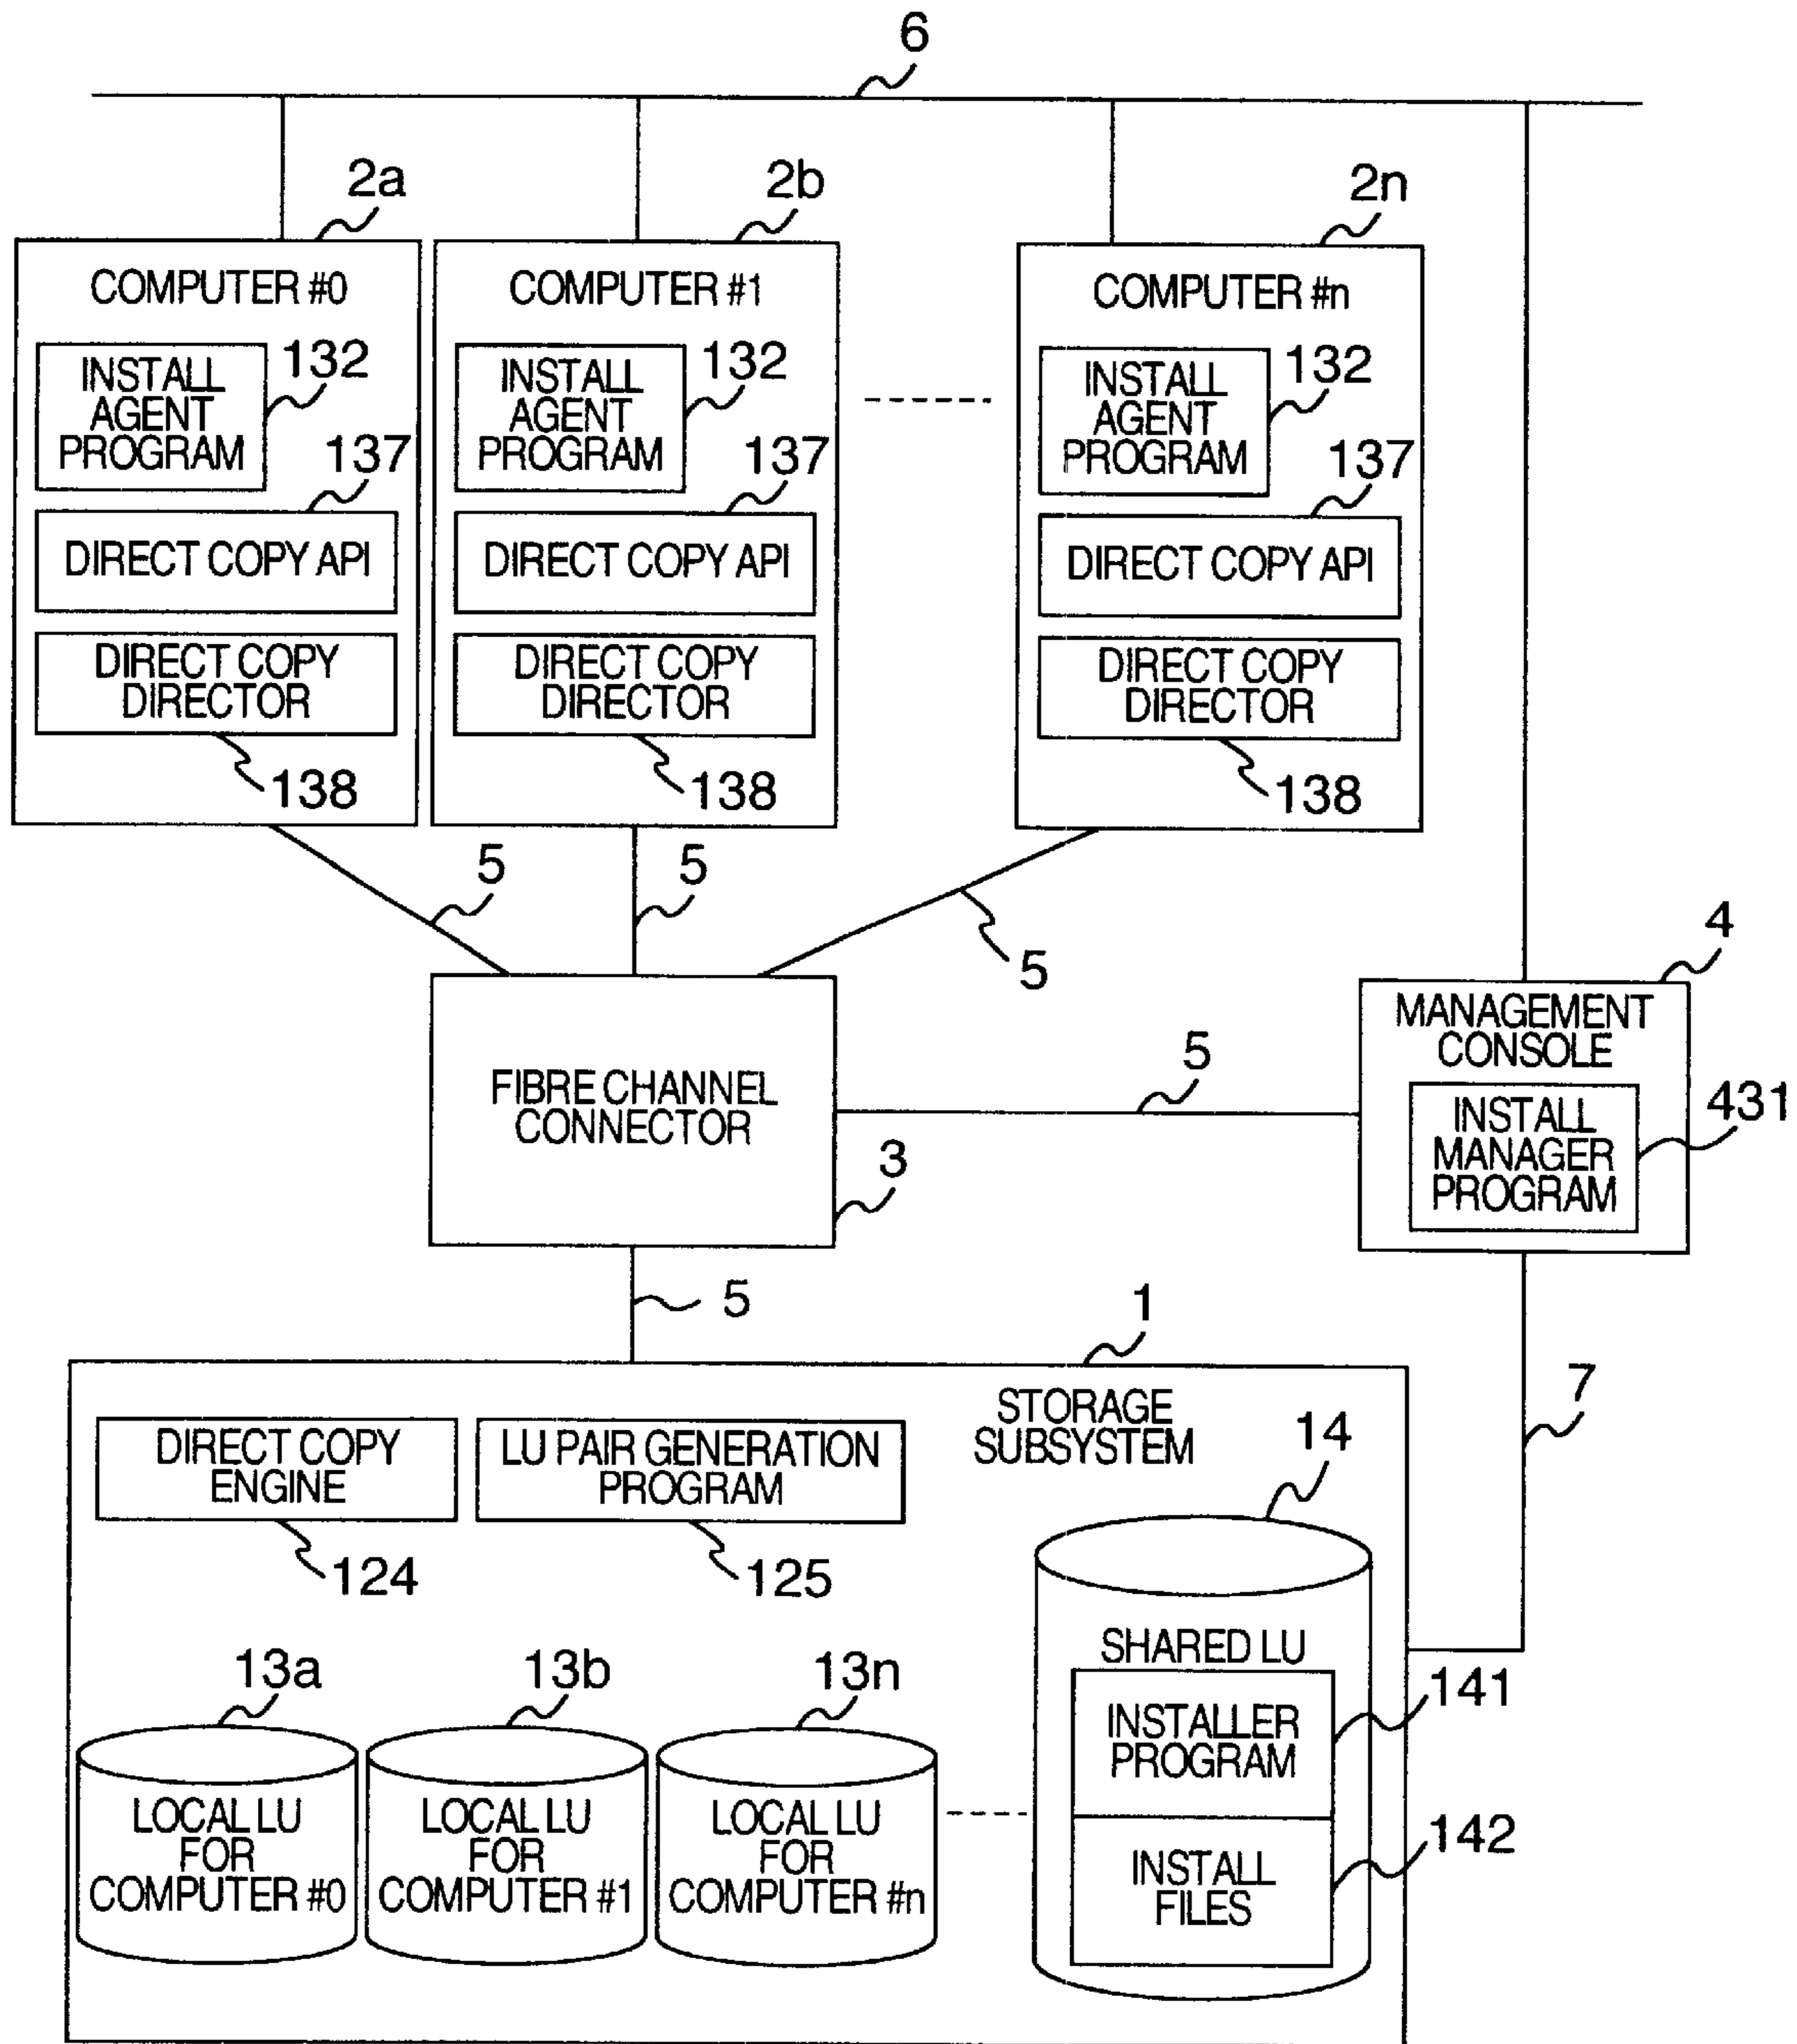 6
2a
2b
2n
COMPUTER #0
INSTALL
AGENT
PROGRAM
132
137
DIRECT COPY API
DIRECT COPY
DIRECTOR
138
COMPUTER #1
INSTALL
AGENT
PROGRAM
132
137
DIRECT COPY API
DIRECT COPY
DIRECTOR
138
COMPUTER #n
INSTALL
AGENT
PROGRAM
132
137
DIRECT COPY API
DIRECT COPY
DIRECTOR
138
5
5
5
FIBRE CHANNEL
CONNECTOR
3
5
4
MANAGEMENT
CONSOLE
INSTALL
MANAGER
PROGRAM
431
5
1
7
STORAGE
SUBSYSTEM
DIRECT COPY
ENGINE
124
LU PAIR GENERATION
PROGRAM
125
14
SHARED LU
INSTALLER
PROGRAM
141
INSTALL
FILES
142
13a
LOCAL LU
FOR
COMPUTER #0
13b
LOCAL LU
FOR
COMPUTER #1
13n
LOCAL LU
FOR
COMPUTER #n